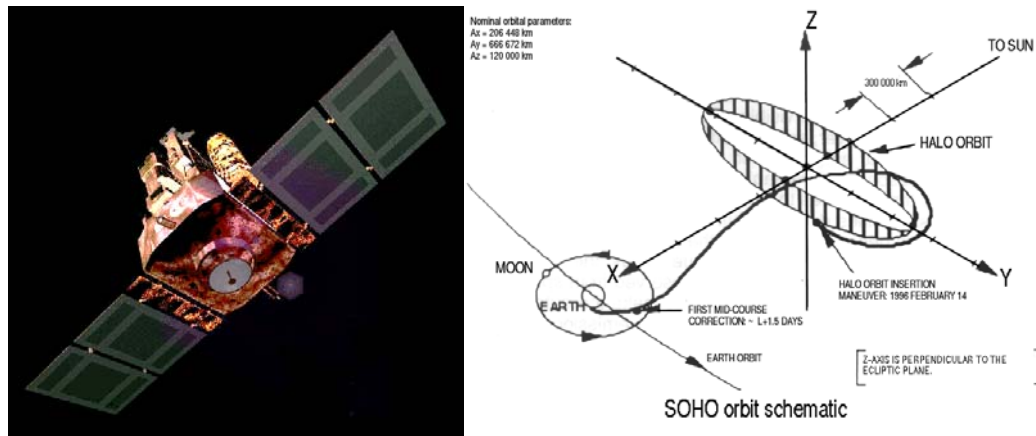 Nominal orbital parameters:
Ax = 206 448 km
Ay = 666 672 km
Az = 120 000 km
Z
TO SUN
300 000 km
HALO ORBIT
MOON
X
Y
EARTH
HALO ORBIT INSERTION
MANEUVER: 1996 FEBRUARY 14
FIRST MID-COURSE
CORRECTION: ~ L+1.5 DAYS
EARTH ORBIT
Z-AXIS IS PERPENDICULAR TO THE
ECLIPTIC PLANE.
SOHO orbit schematic